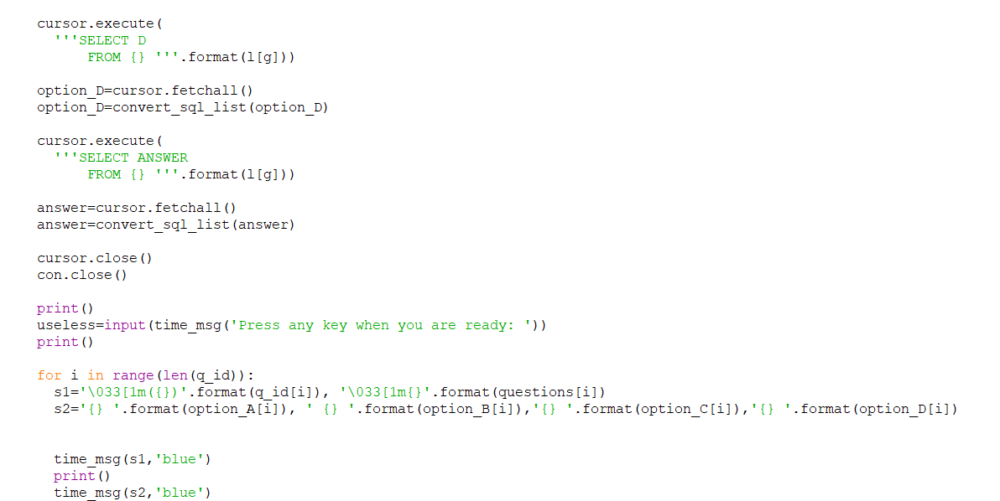 cursor.execute(
'''SELECT D
FROM {} '''.format(l[g]))
option_D=cursor.fetchall()
option_D=convert_sql_list(option_D)
cursor.execute(
'''SELECT ANSWER
FROM {} '''.format(l[g]))
answer=cursor.fetchall()
answer=convert_sql_list(answer)
cursor.close()
con.close()
print()
useless=input(time_msg('Press any key when you are ready: '))
print()
for i in range(len(q_id)):
s1='\033[1m({})'.format(q_id[i]), '\033[1m{}'.format(questions[i])
s2='{} '.format(option_A[i]), ' {} '.format(option_B[i]),'{} '.format(option_C[i]),'{} '.format(option_D[i])
time_msg(s1,'blue')
print()
time_msg(s2,'blue')